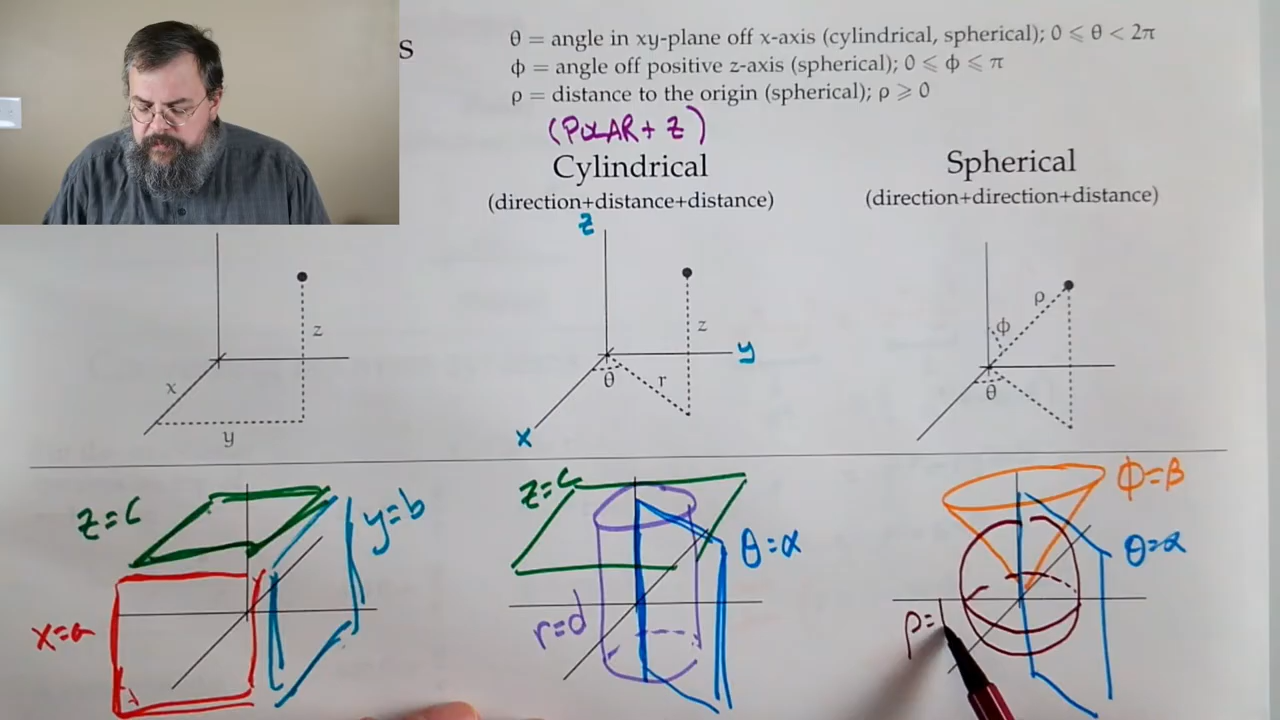 s
θ = angle in xy-plane off x-axis (cylindrical, spherical); 0 ⩽ θ < 2π
ϕ = angle off positive z-axis (spherical); 0 ⩽ ϕ ⩽ π
ρ = distance to the origin (spherical); ρ ⩾ 0
(POLAR + Z)
Cylindrical
(direction+distance+distance)
Spherical
(direction+direction+distance)
z
x
y
z
z
θ
r
x
y
ρ
ϕ
θ
z=c
y=b
x=a
z=c
θ=α
r=d
ϕ=β
θ=α
ρ=